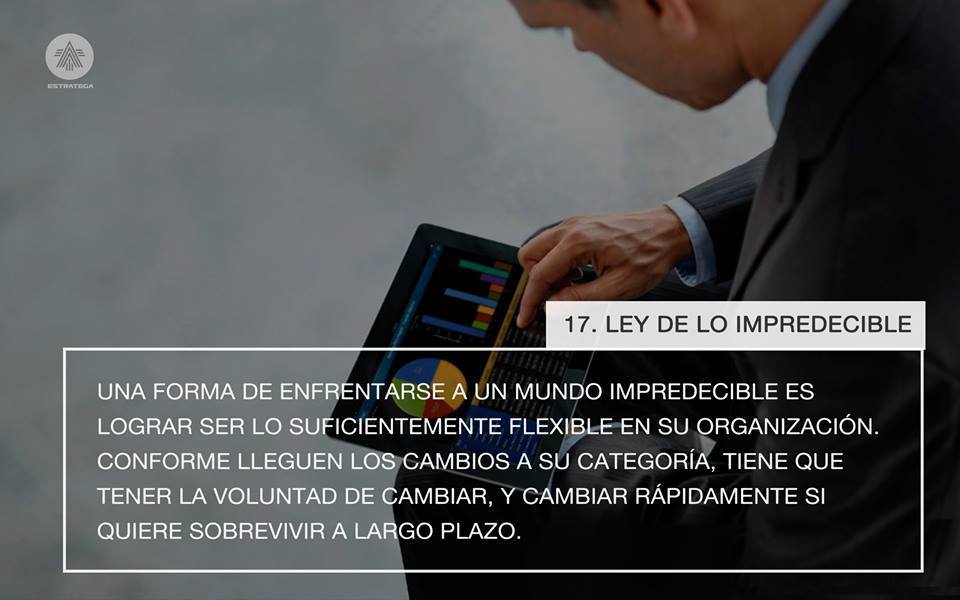 ESTRATEGA
17. LEY DE LO IMPREDECIBLE
UNA FORMA DE ENFRENTARSE A UN MUNDO IMPREDECIBLE ES
LOGRAR SER LO SUFICIENTEMENTE FLEXIBLE EN SU ORGANIZACIÓN.
CONFORME LLEGUEN LOS CAMBIOS A SU CATEGORÍA, TIENE QUE
TENER LA VOLUNTAD DE CAMBIAR, Y CAMBIAR RÁPIDAMENTE SI
QUIERE SOBREVIVIR A LARGO PLAZO.